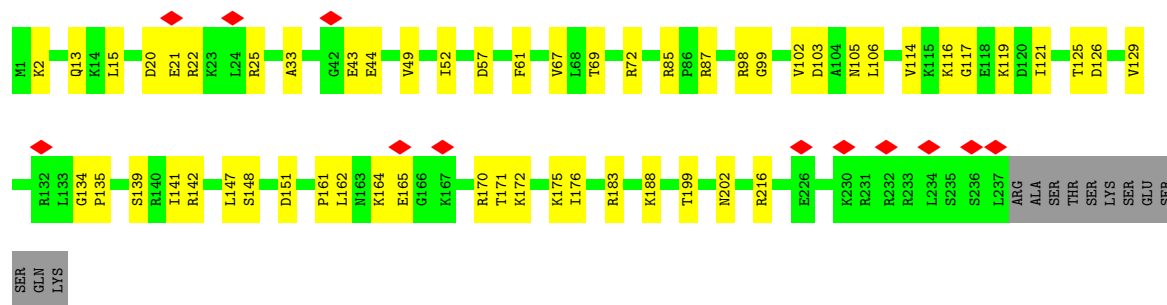 M1 K2 Q13 K14 L15 D20 E21 R22 K23 L24 R25 A33 G42 E43 E44 V49 I52 D57 F61 V67 L68 T69 R72 R85 P86 R87 R98 G99 V102 D103 A104 N105 L106 V114 K115 K116 G117 E118 K119 D120 I121 T125 D126 V129
R132 L133 G134 P135 S139 R140 I141 R142 L147 S148 D151 P161 L162 N163 K164 E165 G166 K167 R170 T171 K172 K175 I176 R183 K188 T199 N202 R216 E226 K230 R231 R232 R233 L234 S235 S236 L237 ARG ALA SER THR SER LYS SER GLU SER
SER GLN LYS